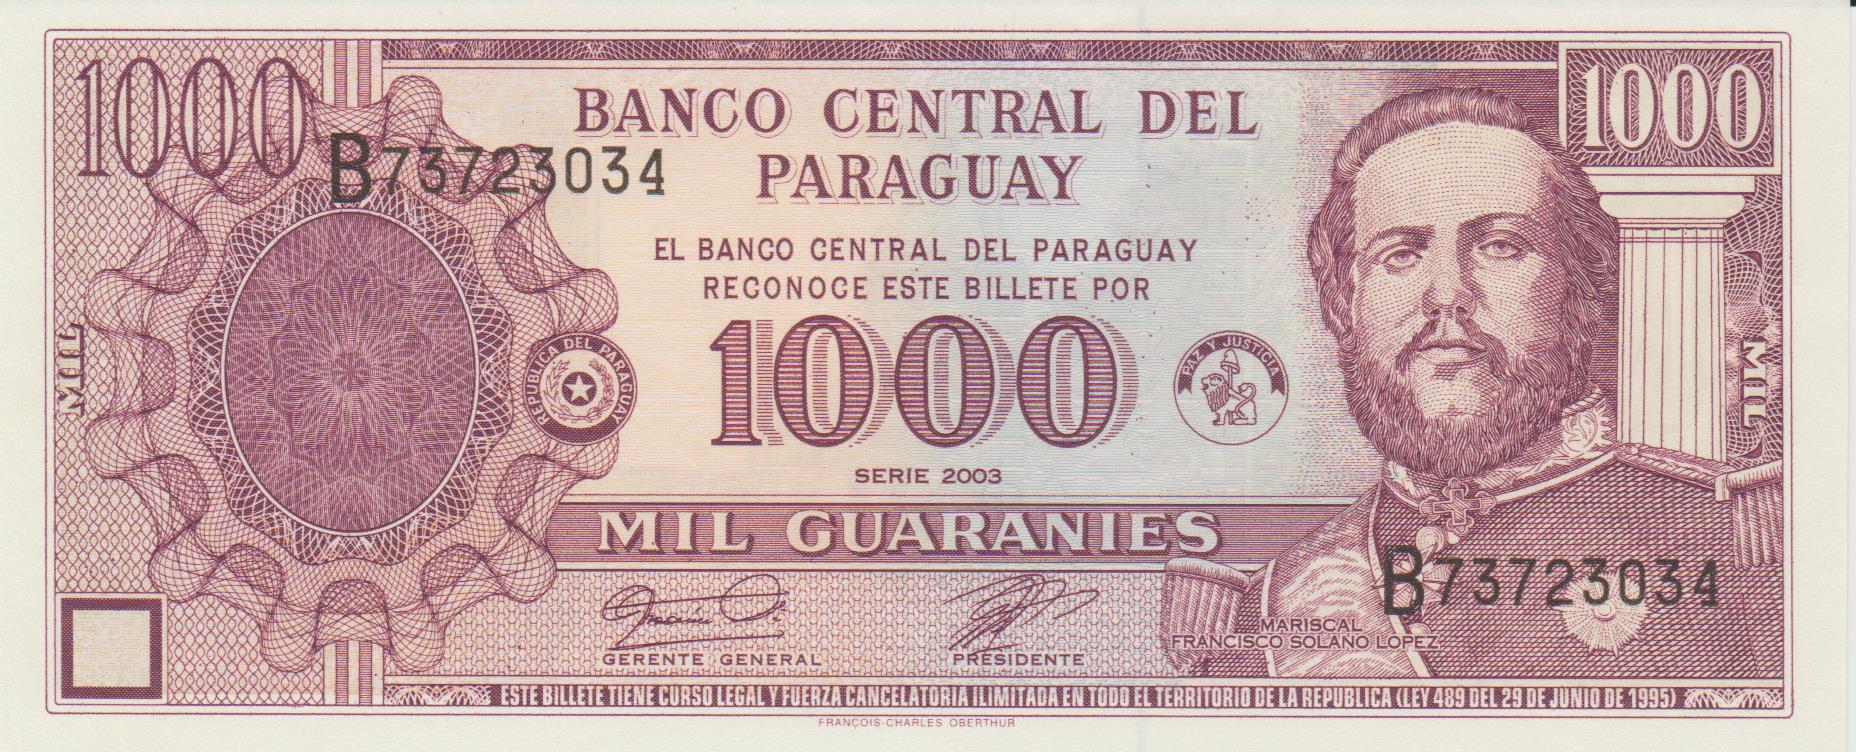 1000
1000
BANCO CENTRAL DEL
PARAGUAY
B73723034
EL BANCO CENTRAL DEL PARAGUAY
RECONOCE ESTE BILLETE POR
1000
MIL
REPUBLICA DEL PARAGUAY
PAZ Y JUSTICIA
MIL
SERIE 2003
MIL GUARANIES
B73723034
MARISCAL
FRANCISCO SOLANO LOPEZ
GERENTE GENERAL
PRESIDENTE
ESTE BILLETE TIENE CURSO LEGAL Y FUERZA CANCELATORIA ILIMITADA EN TODO EL TERRITORIO DE LA REPUBLICA (LEY 489 DEL 29 DE JUNIO DE 1995)
FRANÇOIS-CHARLES OBERTHUR